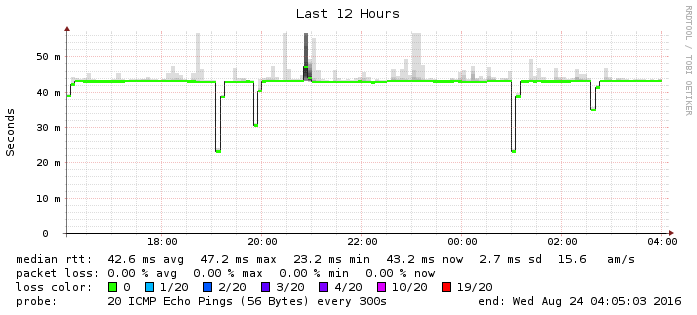 Last 12 Hours
RRDTOOL / TOBI OETIKER
Seconds
50 m
40 m
30 m
20 m
10 m
0
18:00 20:00 22:00 00:00 02:00 04:00
median rtt: 42.6 ms avg 47.2 ms max 23.2 ms min 43.2 ms now 2.7 ms sd 15.6 am/s
packet loss: 0.00 % avg 0.00 % max 0.00 % min 0.00 % now
loss color: 0 1/20 2/20 3/20 4/20 10/20 19/20
probe: 20 ICMP Echo Pings (56 Bytes) every 300s end: Wed Aug 24 04:05:03 2016